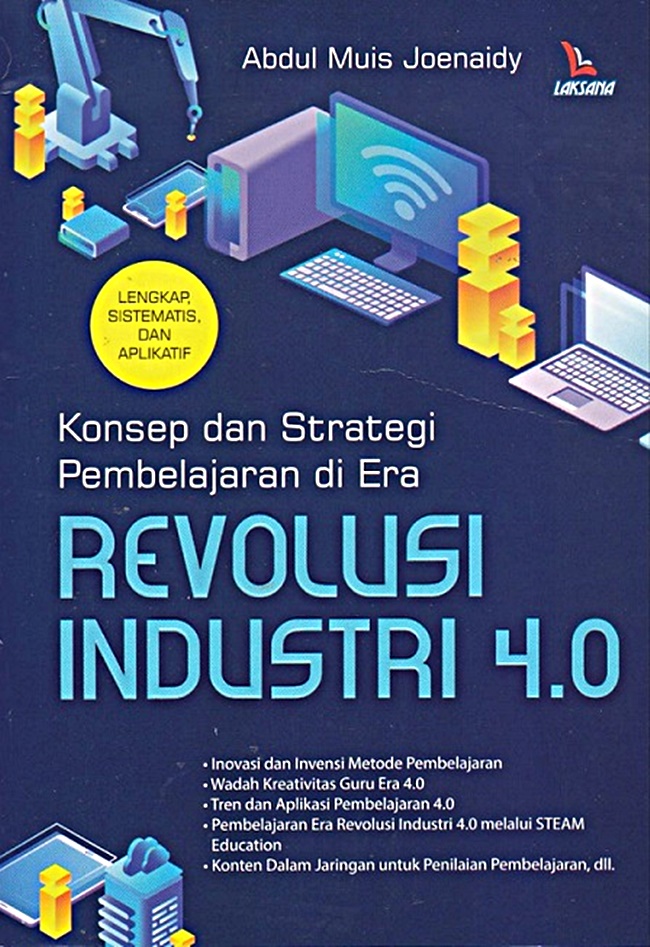 Abdul Muis Joenaidy
LAKSANA
LENGKAP,
SISTEMATIS,
DAN
APLIKATIF
Konsep dan Strategi
Pembelajaran di Era
REVOLUSI
INDUSTRI 4.0
• Inovasi dan Invensi Metode Pembelajaran
• Wadah Kreativitas Guru Era 4.0
• Tren dan Aplikasi Pembelajaran 4.0
• Pembelajaran Era Revolusi Industri 4.0 melalui STEAM
Education
• Konten Dalam Jaringan untuk Penilaian Pembelajaran, dll.